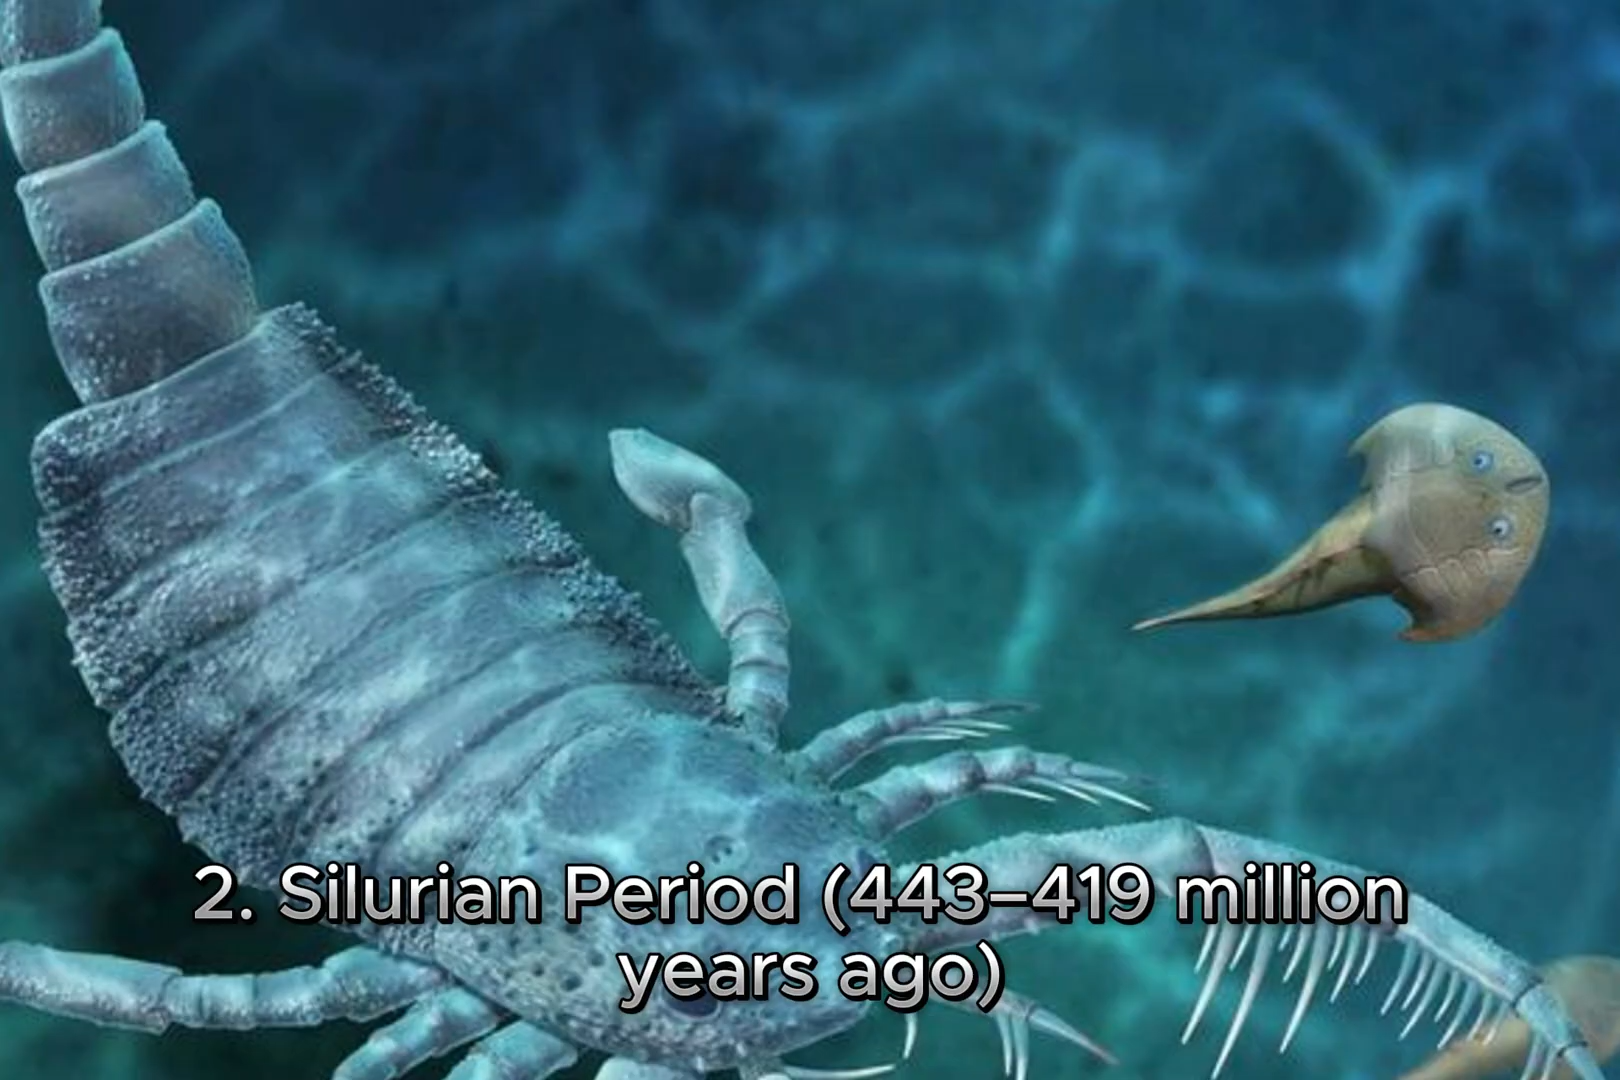 2. Silurian Period (443–419 million
years ago)